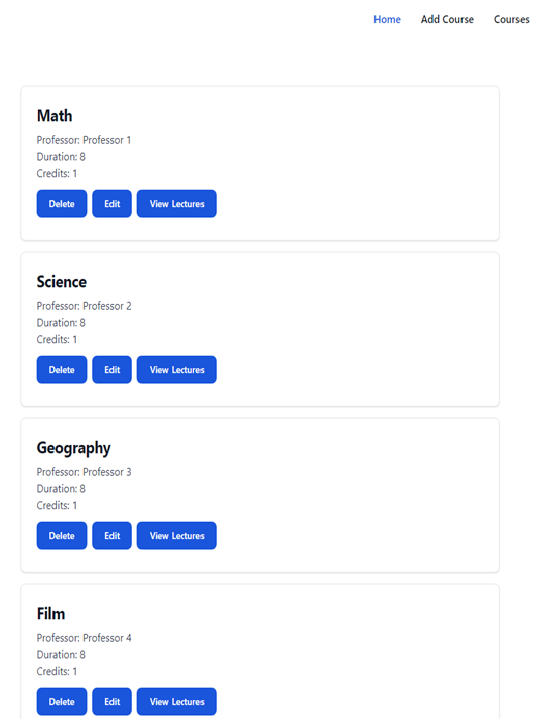 Home Add Course Courses
Math
Professor: Professor 1
Duration: 8
Credits: 1
Delete Edit View Lectures
Science
Professor: Professor 2
Duration: 8
Credits: 1
Delete Edit View Lectures
Geography
Professor: Professor 3
Duration: 8
Credits: 1
Delete Edit View Lectures
Film
Professor: Professor 4
Duration: 8
Credits: 1
Delete Edit View Lectures